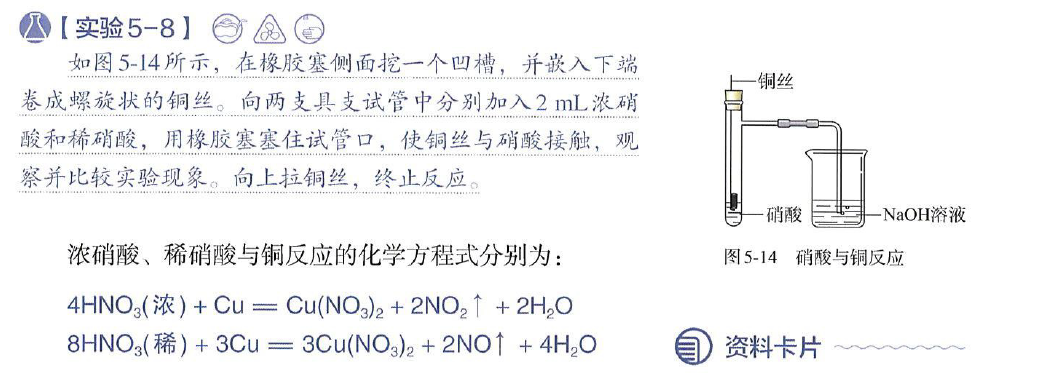 【实验5-8】
如图5-14所示，在橡胶塞侧面挖一个凹槽，并嵌入下端
卷成螺旋状的铜丝。向两支具支试管中分别加入2 mL浓硝
酸和稀硝酸，用橡胶塞塞住试管口，使铜丝与硝酸接触，观
察并比较实验现象。向上拉铜丝，终止反应。
铜丝
硝酸
NaOH溶液
图5-14 硝酸与铜反应
浓硝酸、稀硝酸与铜反应的化学方程式分别为：
4HNO₃(浓) + Cu ═ Cu(NO₃)₂ + 2NO₂↑ + 2H₂O
8HNO₃(稀) + 3Cu ═ 3Cu(NO₃)₂ + 2NO↑ + 4H₂O
资料卡片